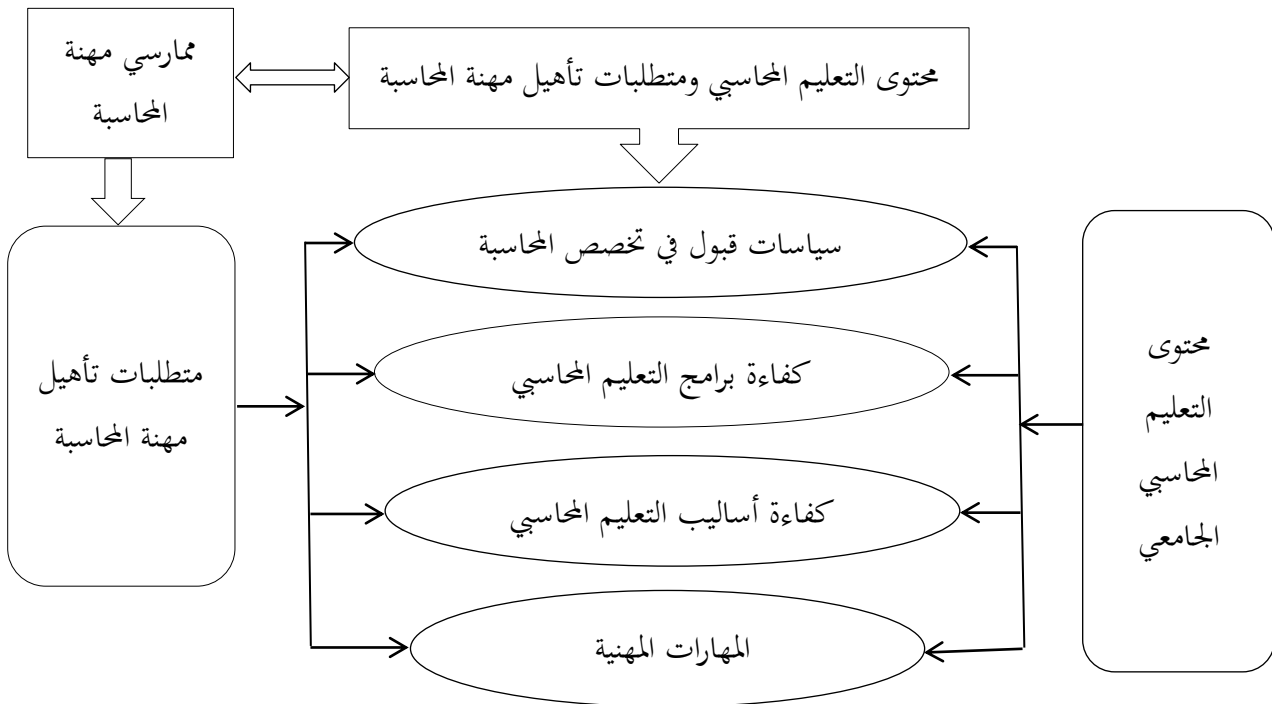 ممارسي مهنة
المحاسبة
محتوى التعليم المحاسبي ومتطلبات تأهيل مهنة المحاسبة
سياسات قبول في تخصص المحاسبة
كفاءة برامج التعليم المحاسبي
كفاءة أساليب التعليم المحاسبي
المهارات المهنية
محتوى
التعليم
المحاسبي
الجامعي
متطلبات تأهيل
مهنة المحاسبة